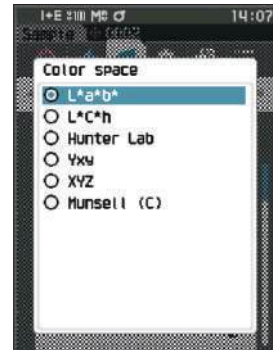 I+E 14:07
Color space
L*a*b*
L*C*h
Hunter Lab
Yxy
XYZ
Munsell (C)